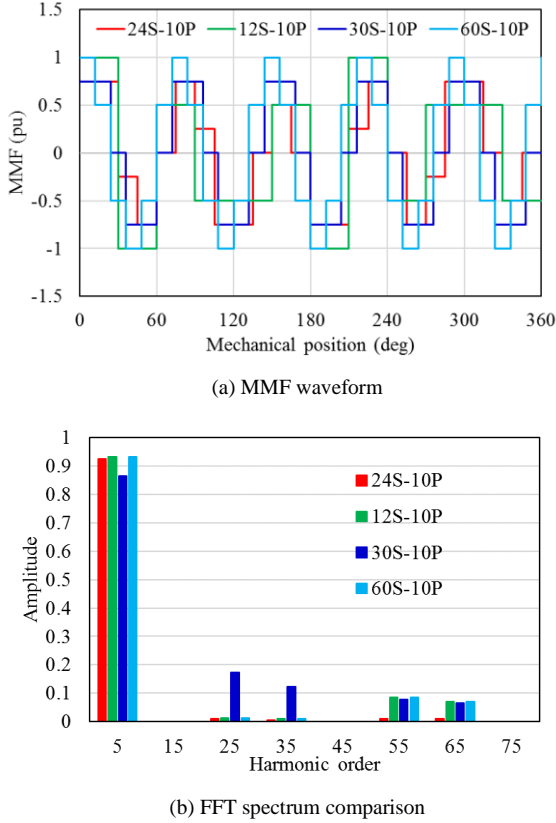 24S-10P 12S-10P 30S-10P 60S-10P
1.5
1
0.5
0
-0.5
-1
-1.5
MMF (pu)
0 60 120 180 240 300 360
Mechanical position (deg)
(a) MMF waveform
1
0.9
0.8
0.7
0.6
0.5
0.4
0.3
0.2
0.1
0
Amplitude
24S-10P
12S-10P
30S-10P
60S-10P
5 15 25 35 45 55 65 75
Harmonic order
(b) FFT spectrum comparison